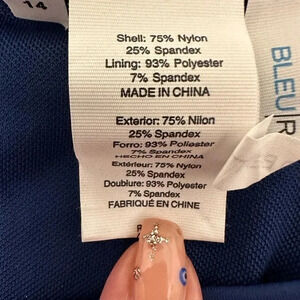 14
Shell: 75% Nylon
25% Spandex
Lining: 93% Polyester
7% Spandex
MADE IN CHINA
Exterior: 75% Niion
25% Spandex
Forro: 93% Poliester
7% Spandex
HECHO EN CHINA
Extérieur: 75% Nylon
25% Spandex
Doublure: 93% Polyester
7% Spandex
FABRIQUÉ EN CHINE
BLEU